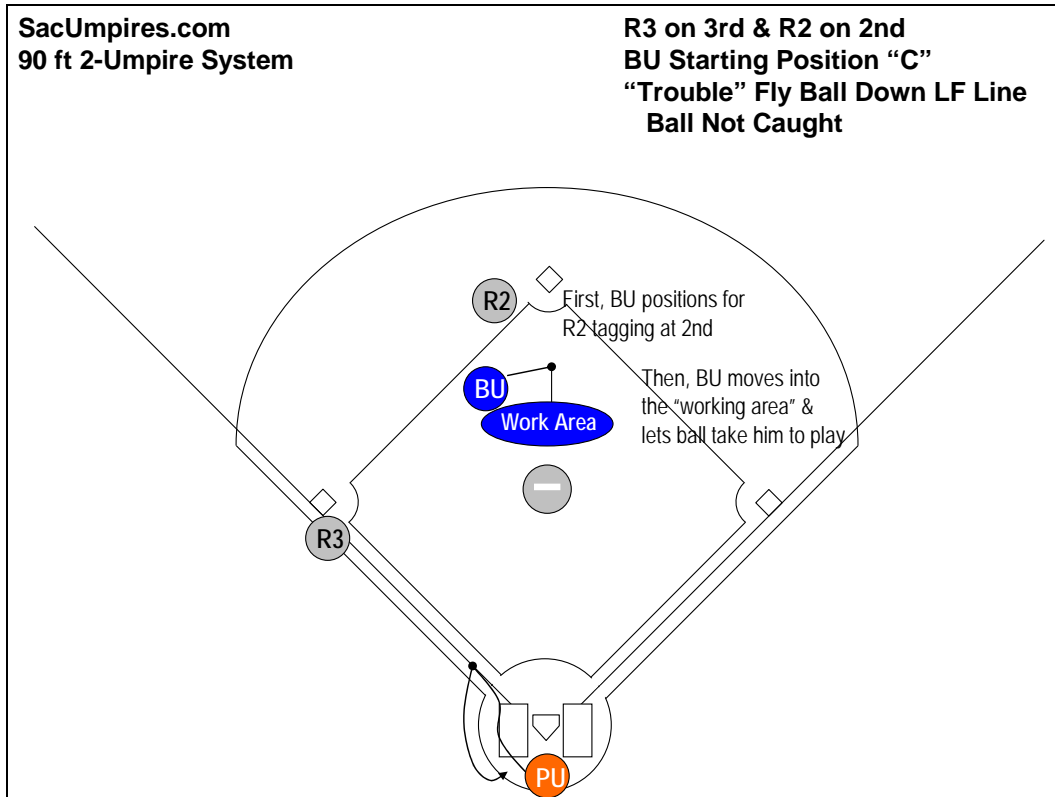 SacUmpires.com
90 ft 2-Umpire System
R3 on 3rd & R2 on 2nd
BU Starting Position “C”
“Trouble” Fly Ball Down LF Line
Ball Not Caught
R2
First, BU positions for
R2 tagging at 2nd
BU
Then, BU moves into
the “working area” &
lets ball take him to play
Work Area
R3
PU